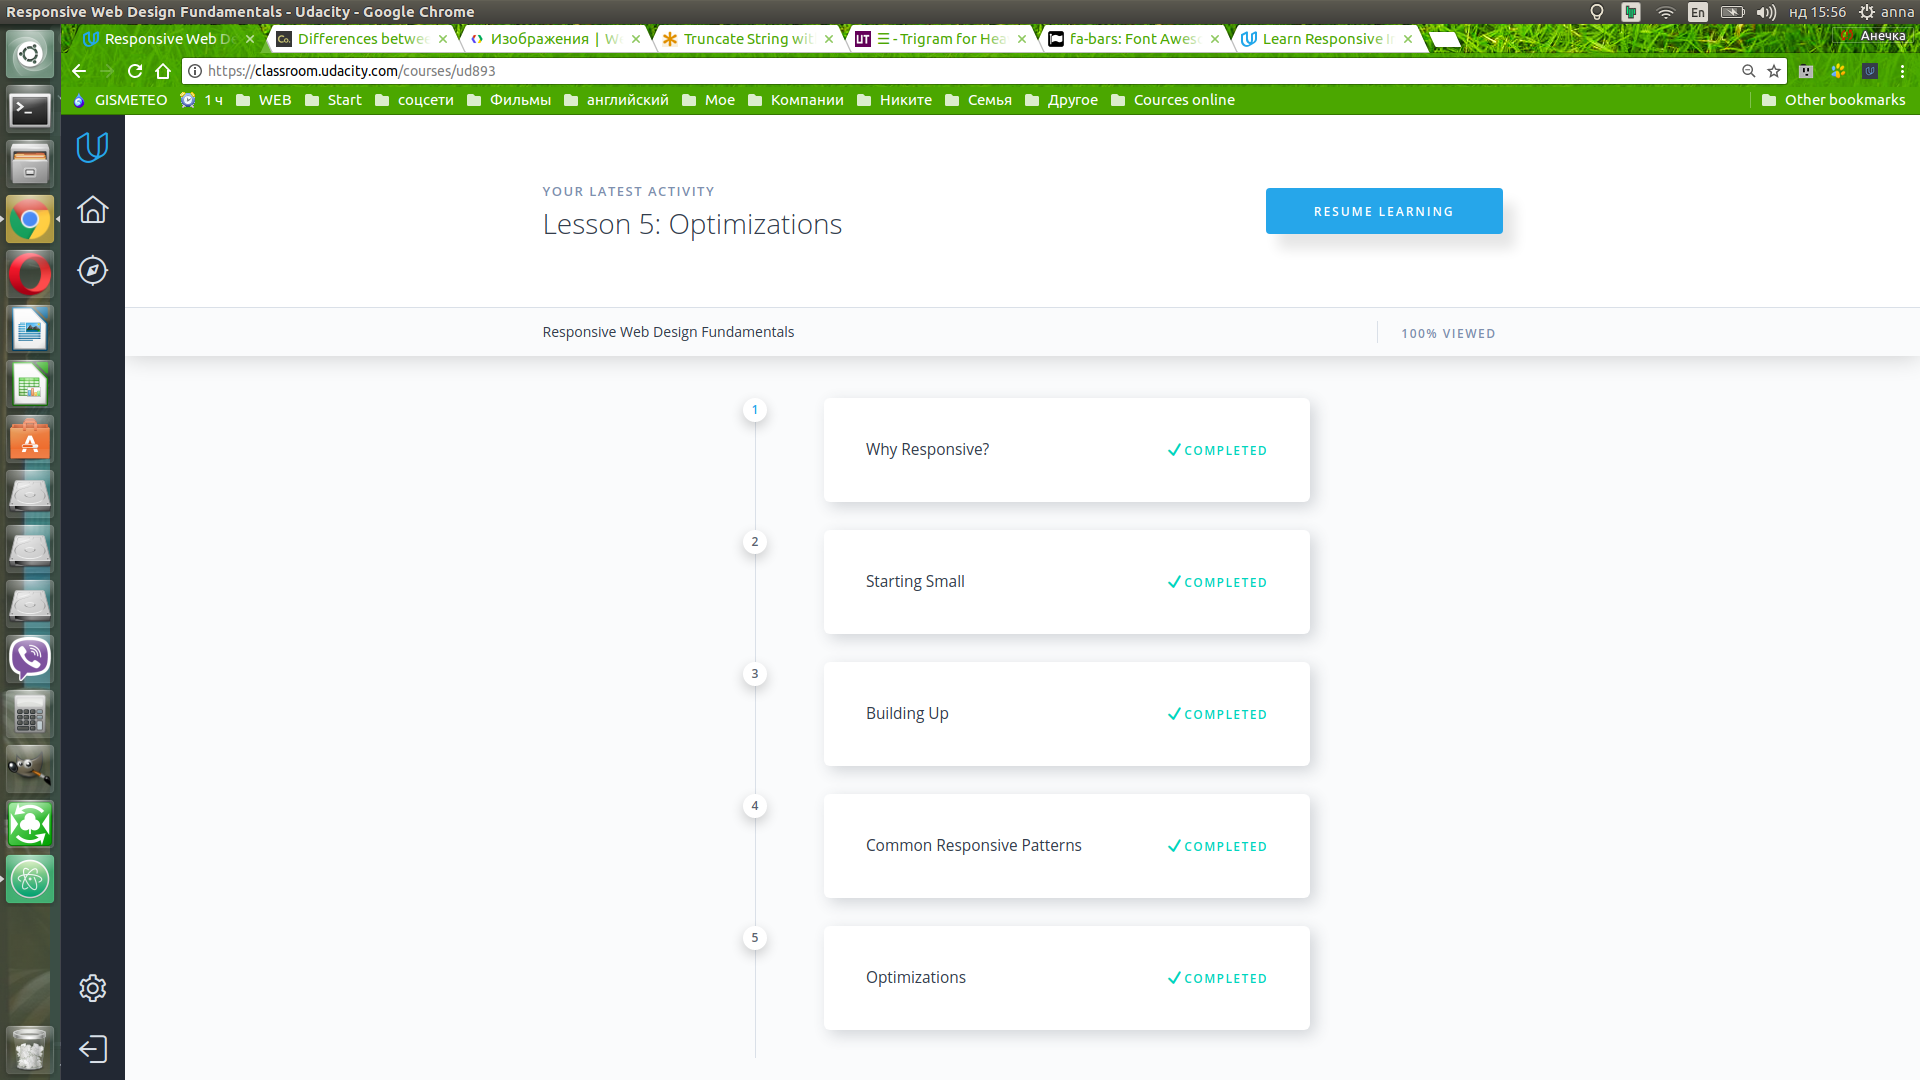 Responsive Web Design Fundamentals - Udacity - Google Chrome
En
нд 15:56
anna
Responsive Web D
Co.
Differences betwe
Изображения | W
Truncate String wit
UT
☰ - Trigram for Hea
fa-bars: Font Awes
Learn Responsive I
Анечка
https://classroom.udacity.com/courses/ud893
GISMETEO
1 ч
WEB
Start
соцсети
Фильмы
английский
Мое
Компании
Никите
Семья
Другое
Cources online
Other bookmarks
YOUR LATEST ACTIVITY
Lesson 5: Optimizations
RESUME LEARNING
Responsive Web Design Fundamentals
100% VIEWED
1
Why Responsive?
COMPLETED
2
Starting Small
COMPLETED
3
Building Up
COMPLETED
4
Common Responsive Patterns
COMPLETED
5
Optimizations
COMPLETED